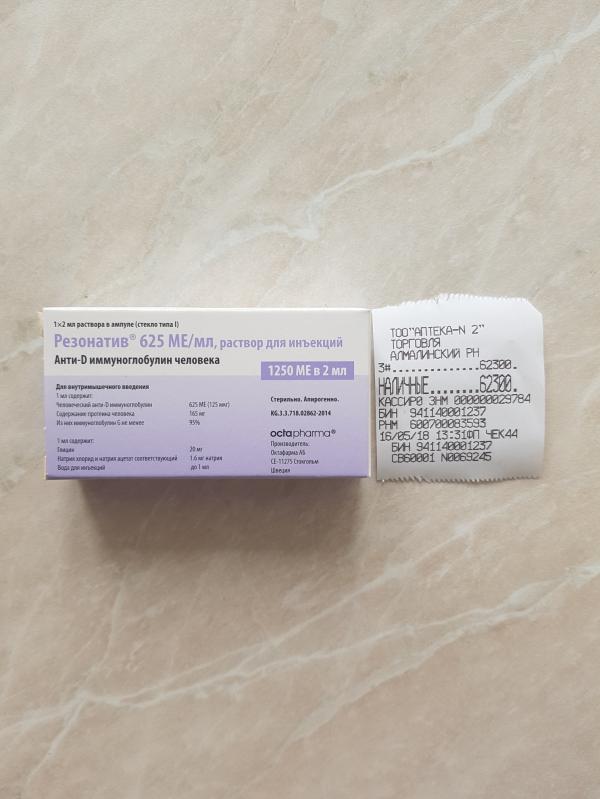 1×2 мл раствора в ампуле (стекло типа I)
Резонатив® 625 МЕ/мл, раствор для инъекций
Анти-D иммуноглобулин человека
1250 МЕ в 2 мл
Для внутримышечного введения
1 мл содержит:
Человеческий анти-D иммуноглобулин 625 МЕ (125 мкг)
Содержание протеина человека 165 мг
Из них иммуноглобулин G не менее 95%
1 мл содержит:
Глицин 20 мг
Натрия хлорид и натрия ацетат соответствующий 1.6 мг натрия
Вода для инъекций до 1 мл
Стерильно. Апирогенно.
KG.3.3.718.02862-2014
octapharma®
Производитель:
Октафарма АБ
СЕ-11275 Стокгольм
Швеция
ТОО"АПТЕКА-N 2"
ТОРГОВЛЯ
АЛМАЛИНСКИЙ РН
3#...............62300.
НАЛИЧНЫЕ........62300.
КАССИР0 ЗНМ 000000029784
БИН 941140001237
РНМ 600700083593
16/05/18 13:31ФП ЧЕК44
БИН 941140001237
СВ60001 N0069245